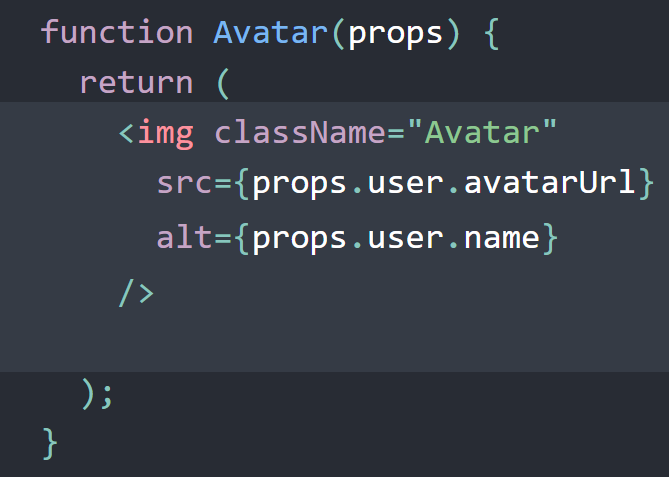 function Avatar(props) {
  return (
    <img className="Avatar"
      src={props.user.avatarUrl}
      alt={props.user.name}
    />
  );
}